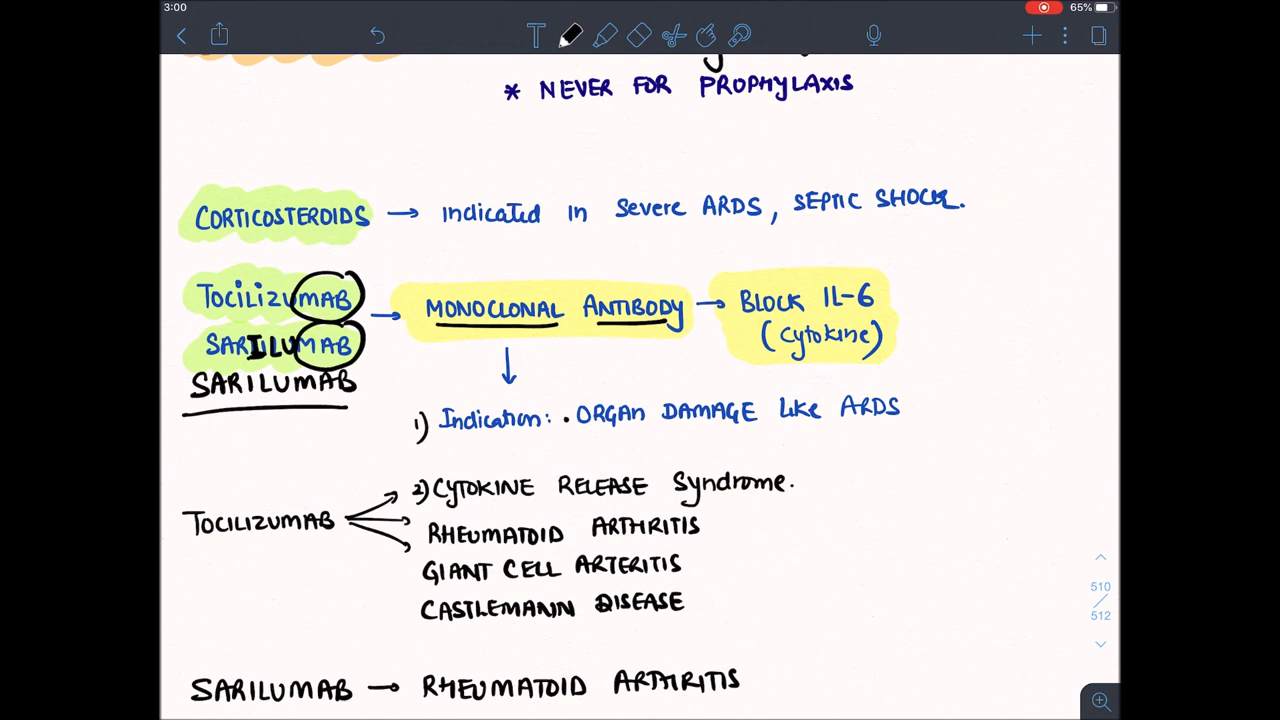 3:00
65%
T
* NEVER FOR PROPHYLAXIS
CORTICOSTEROIDS → indicated in severe ARDS, SEPTIC SHOCK.
TOCILIZUMAB
SARILUMAB
SARILUMAB
→ MONOCLONAL ANTIBODY → BLOCK IL-6
(cytokine)
1) Indication: . ORGAN DAMAGE like ARDS
TOCILIZUMAB
2) CYTOKINE RELEASE Syndrome.
RHEUMATOID ARTHRITIS
GIANT CELL ARTERITIS
CASTLEMANN DISEASE
510
512
SARILUMAB → RHEUMATOID ARTHRITIS